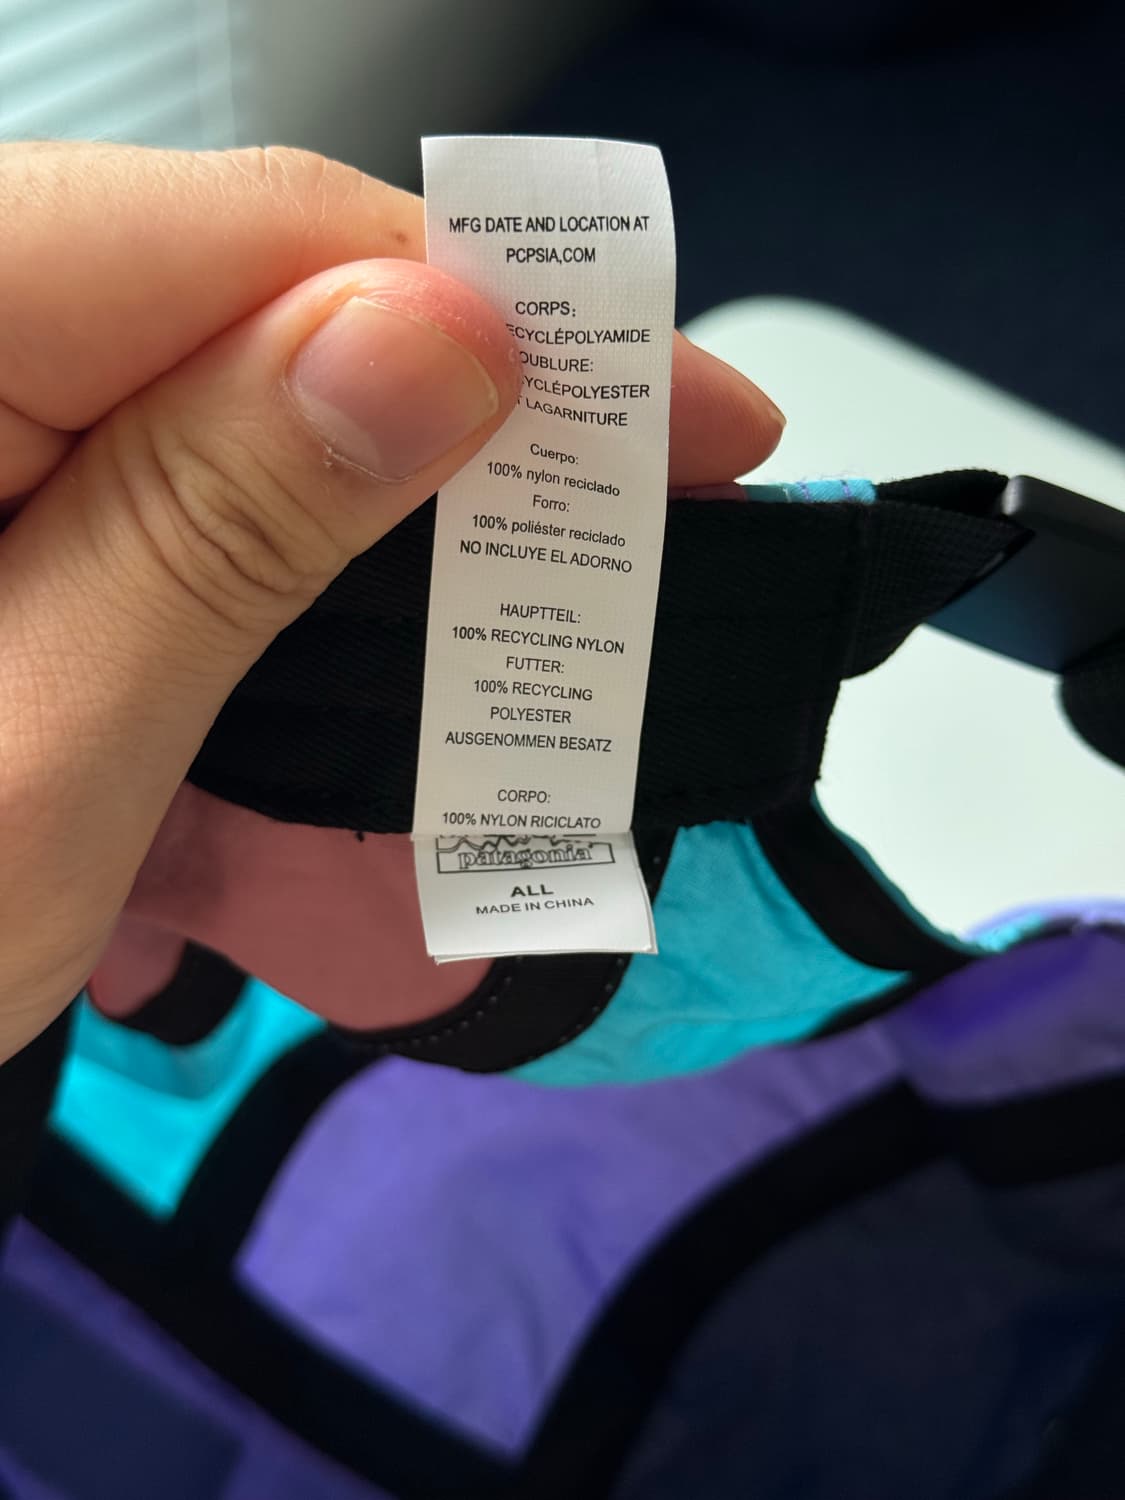 MFG DATE AND LOCATION AT
PCPSIA,COM
CORPS:
ECYCLÉPOLYAMIDE
OUBLURE:
YCLÉPOLYESTER
LAGARNITURE
Cuerpo:
100% nylon reciclado
Forro:
100% poliéster reciclado
NO INCLUYE EL ADORNO
HAUPTTEIL:
100% RECYCLING NYLON
FUTTER:
100% RECYCLING
POLYESTER
AUSGENOMMEN BESATZ
CORPO:
100% NYLON RICICLATO
patagonia
ALL
MADE IN CHINA